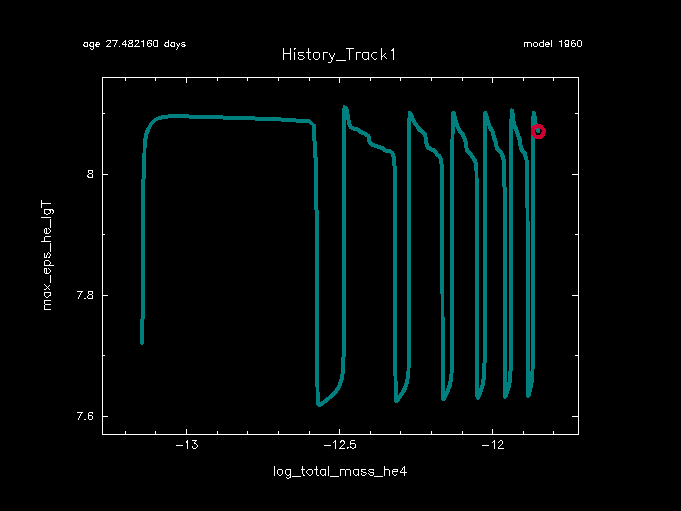 age 27.482160 days
model 1960
History_Track1
max_eps_he_lgT
8
7.8
7.6
−13
−12.5
−12
log_total_mass_he4